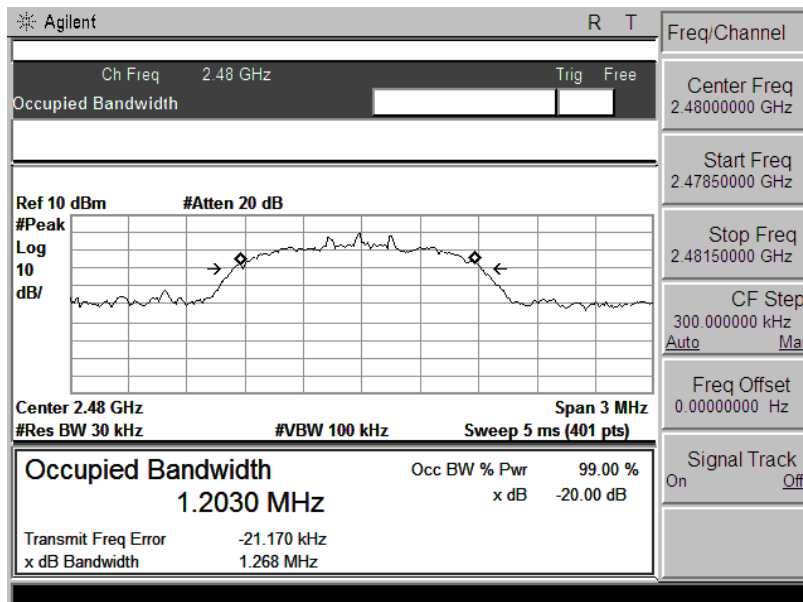 Agilent R T
Ch Freq 2.48 GHz Trig Free
Occupied Bandwidth
Ref 10 dBm #Atten 20 dB
#Peak
Log
10
dB/
Center 2.48 GHz Span 3 MHz
#Res BW 30 kHz #VBW 100 kHz Sweep 5 ms (401 pts)
Occupied Bandwidth Occ BW % Pwr 99.00 %
1.2030 MHz x dB -20.00 dB
Transmit Freq Error -21.170 kHz
x dB Bandwidth 1.268 MHz
Freq/Channel
Center Freq
2.48000000 GHz
Start Freq
2.47850000 GHz
Stop Freq
2.48150000 GHz
CF Step
300.000000 kHz
Auto Ma
Freq Offset
0.00000000 Hz
Signal Track
On Off